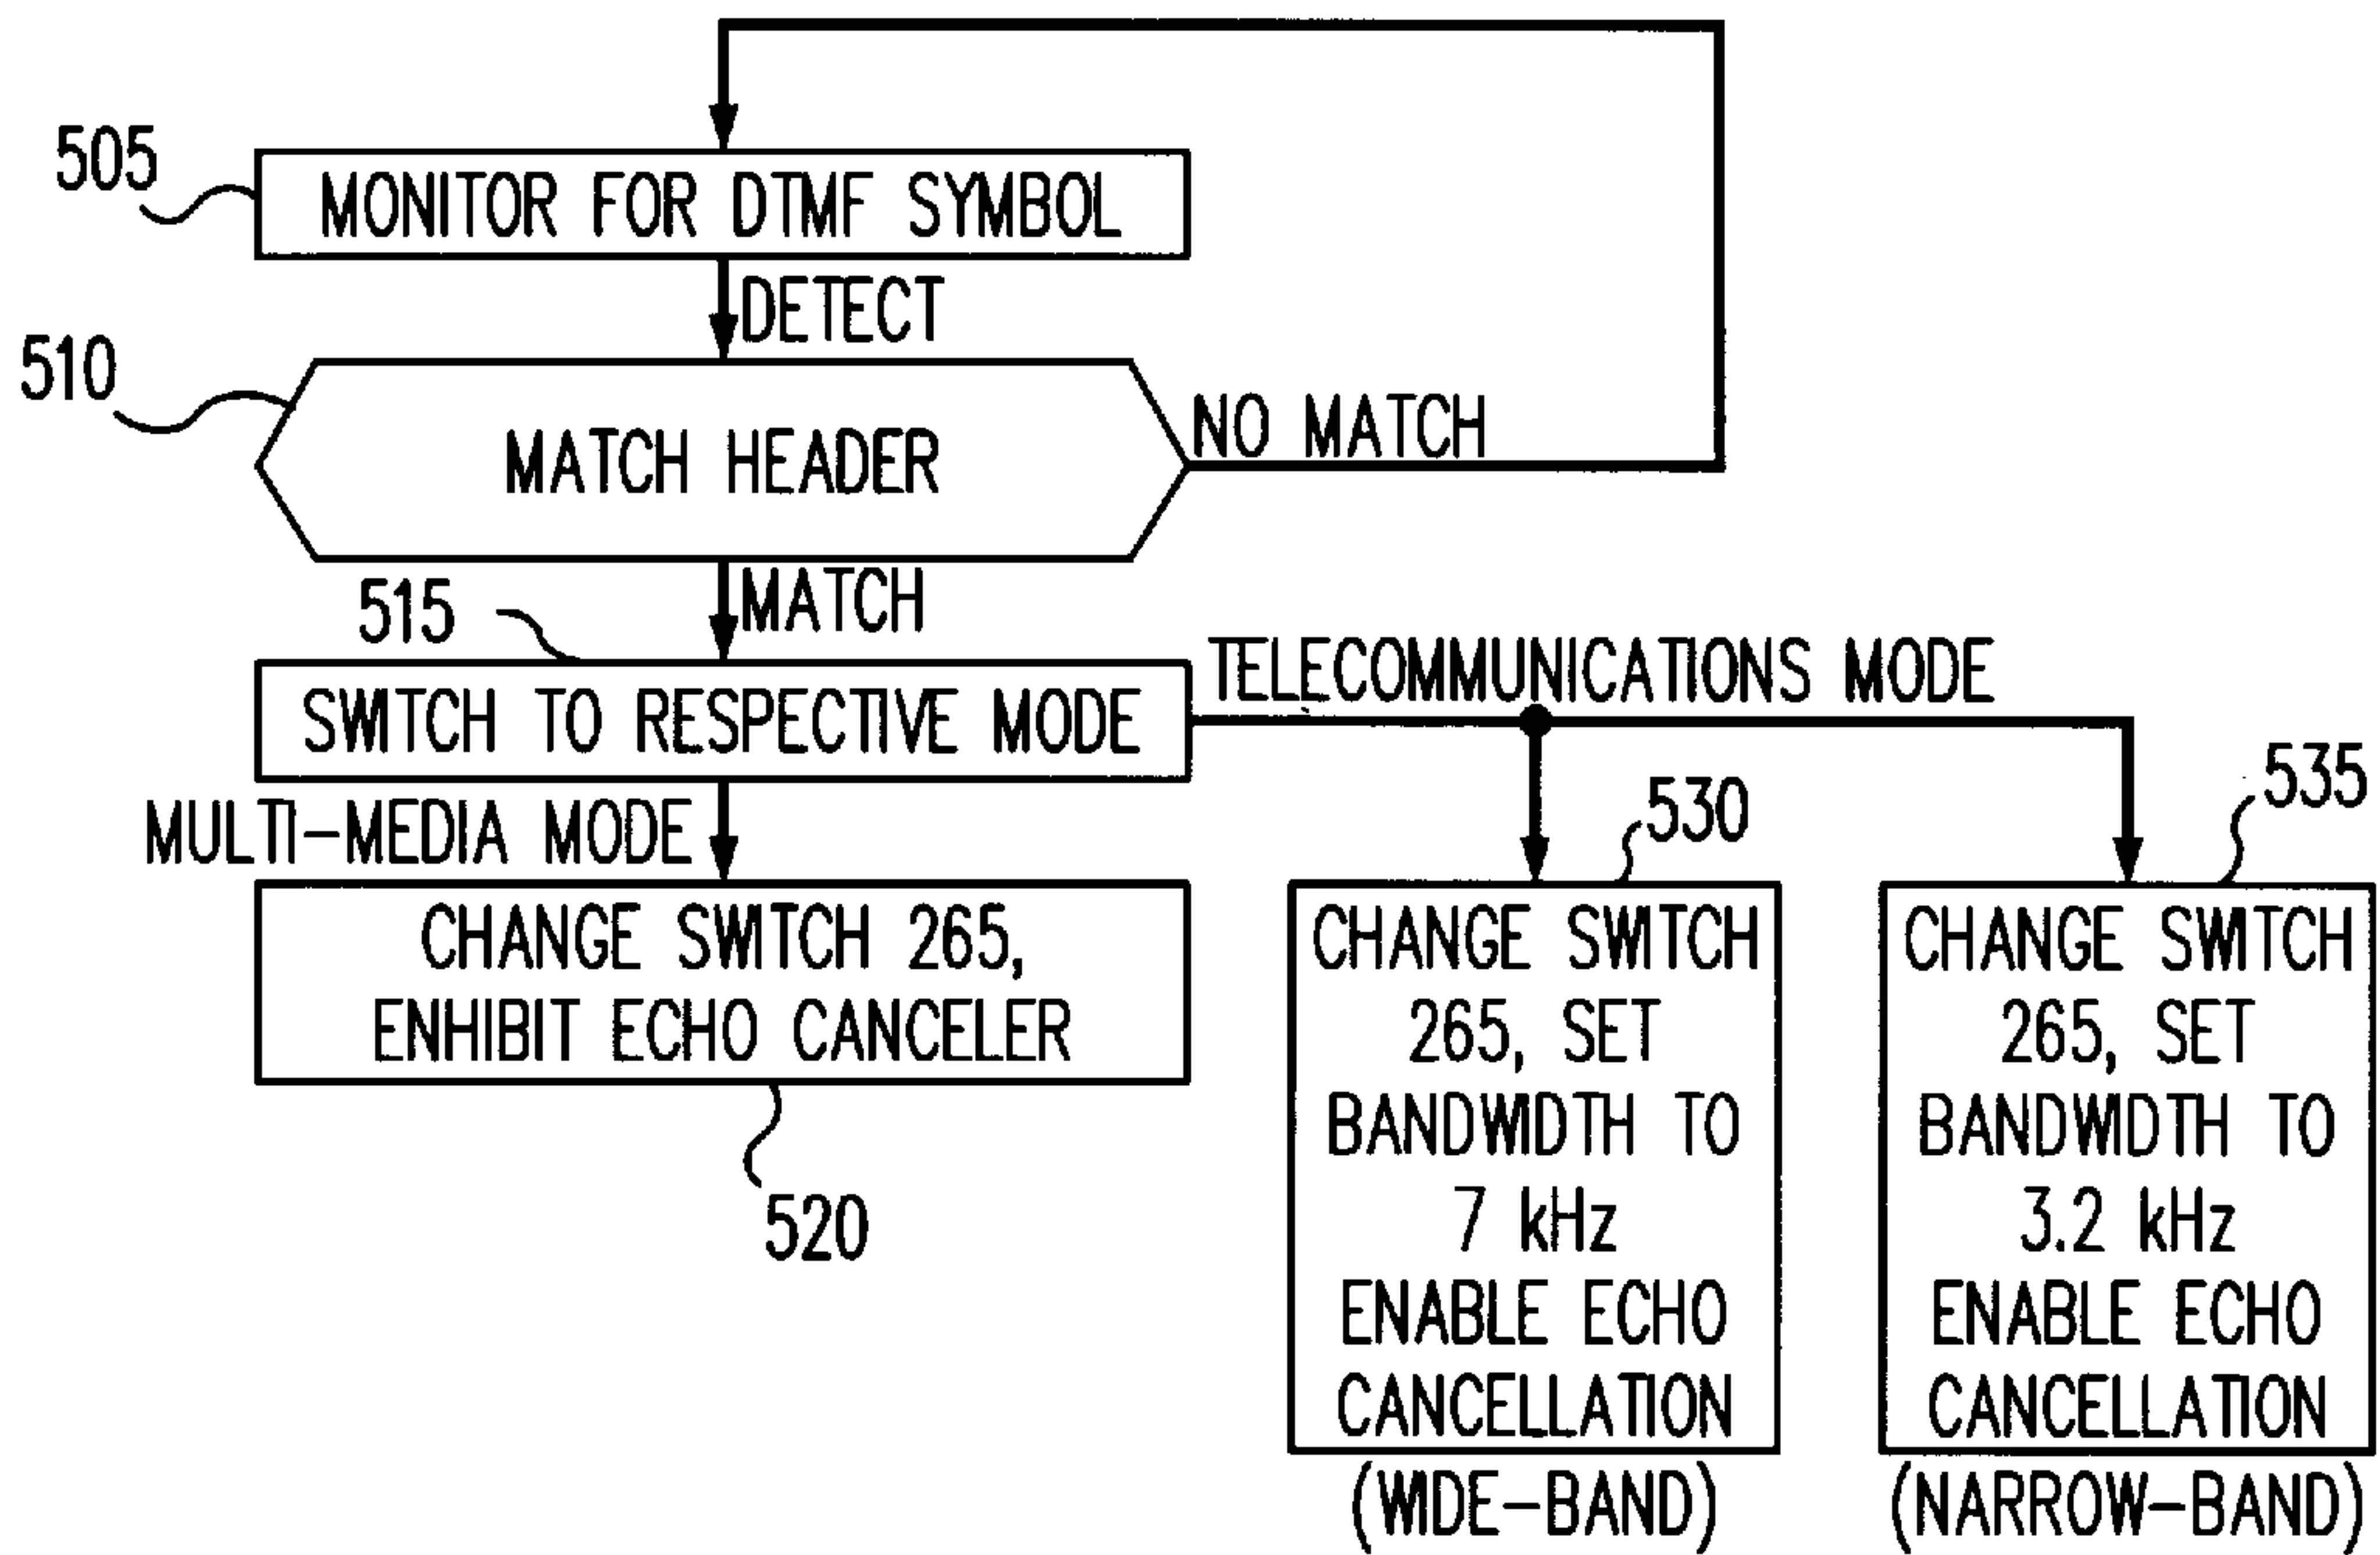 505
MONITOR FOR DTMF SYMBOL
DETECT
510
MATCH HEADER
NO MATCH
MATCH
515
SWITCH TO RESPECTIVE MODE
TELECOMMUNICATIONS MODE
MULTI-MEDIA MODE
CHANGE SWITCH 265,
ENHIBIT ECHO CANCELER
520
530
CHANGE SWITCH
265, SET
BANDWIDTH TO
7 kHz
ENABLE ECHO
CANCELLATION
(WIDE-BAND)
535
CHANGE SWITCH
265, SET
BANDWIDTH TO
3.2 kHz
ENABLE ECHO
CANCELLATION
(NARROW-BAND)